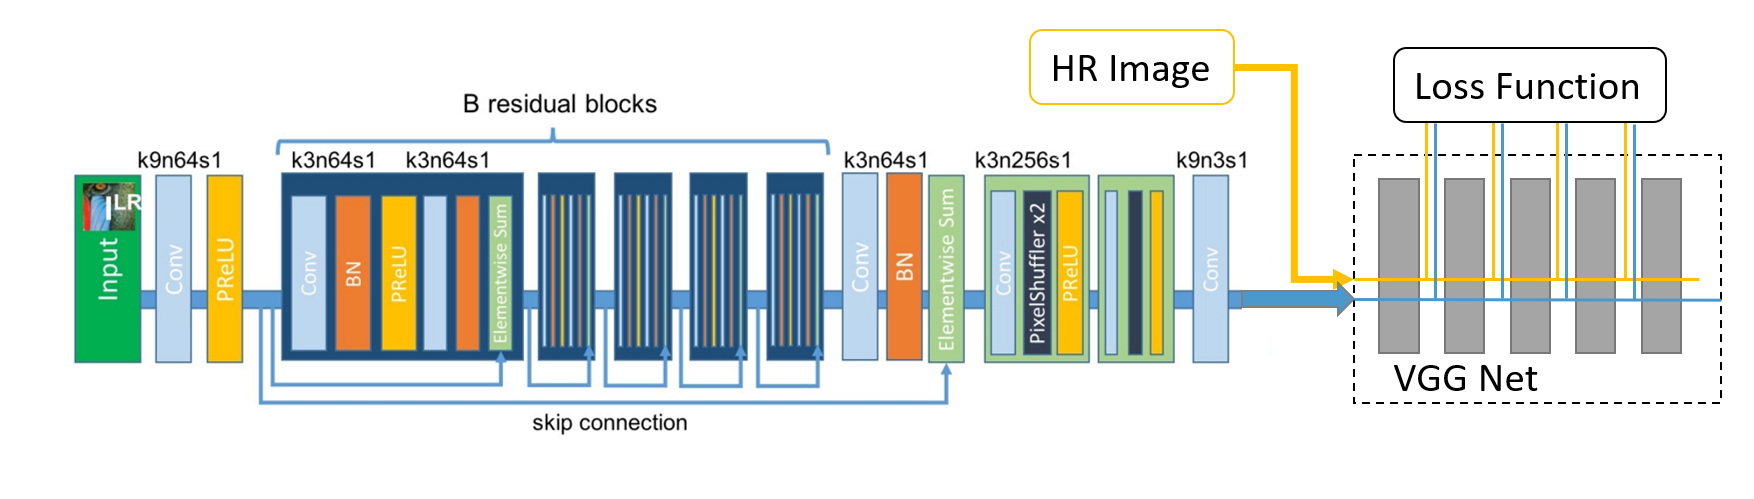 HR Image
Loss Function
B residual blocks
k9n64s1
k3n64s1
k3n64s1
k3n64s1
k3n256s1
k9n3s1
LR
Input
Conv
PReLU
Conv
BN
PReLU
Elementwise Sum
Conv
BN
Elementwise Sum
Conv
PixelShuffler x2
PReLU
Conv
VGG Net
skip connection